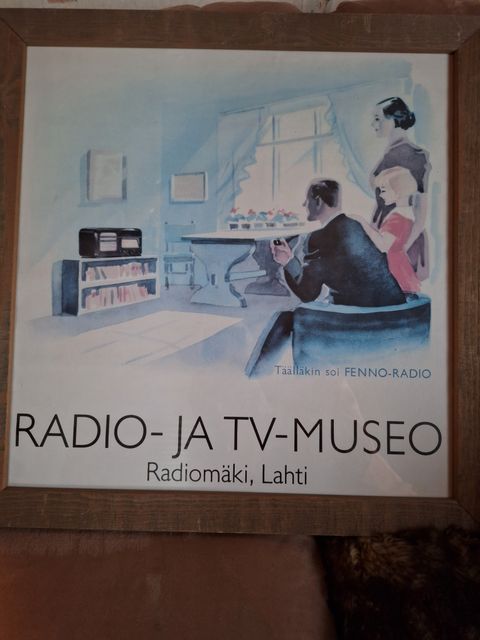 Täälläkin soi FENNO-RADIO
RADIO- JA TV-MUSEO
Radiomäki, Lahti